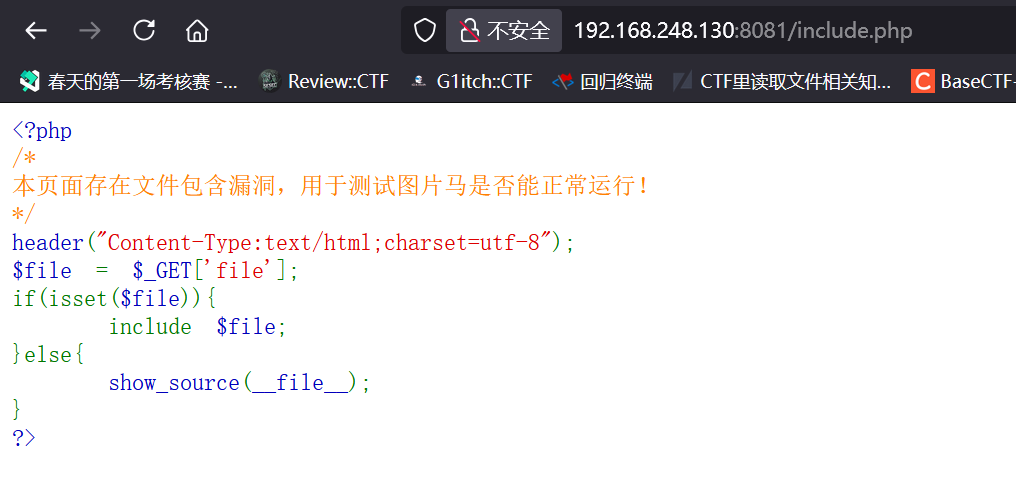 不安全 192.168.248.130:8081/include.php
春天的第一场考核赛 -... Review::CTF G1itch::CTF 回归终端 CTF里读取文件相关知... BaseCTF-
<?php
/*
本页面存在文件包含漏洞，用于测试图片马是否能正常运行！
*/
header("Content-Type:text/html;charset=utf-8");
$file  =  $_GET['file'];
if(isset($file)){
        include  $file;
}else{
        show_source(__file__);
}
?>